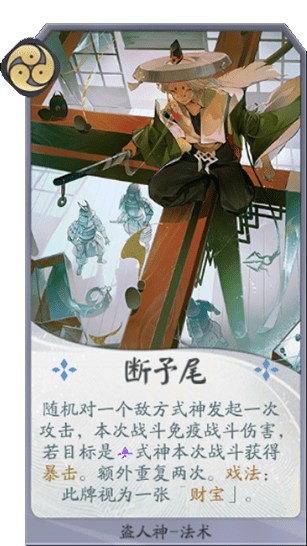 断予尾
随机对一个敌方式神发起一次
攻击，本次战斗免疫战斗伤害，
若目标是式神本次战斗获得
暴击。额外重复两次。戏法：
此牌视为一张「财宝」。
盗人神-法术